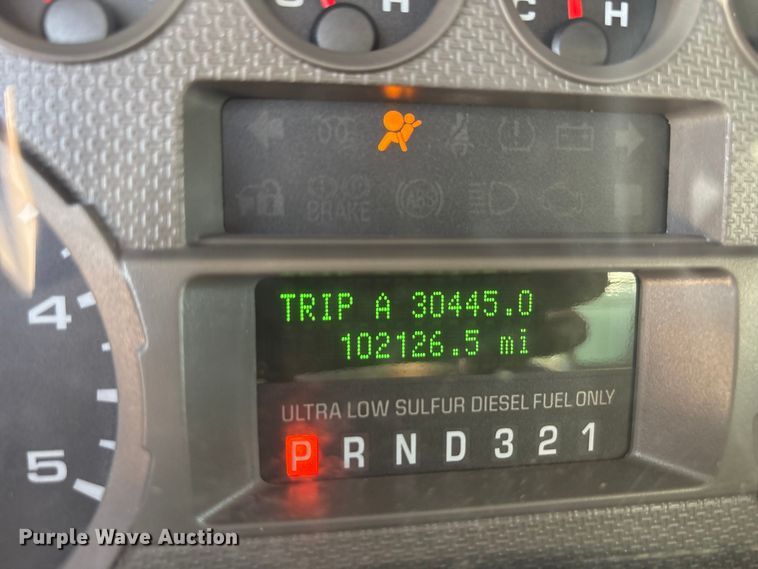 C H
C H
BRAKE
ABS
TRIP A 30445.0
102126.5 mi
ULTRA LOW SULFUR DIESEL FUEL ONLY
P R N D 3 2 1
4
5
Purple Wave Auction